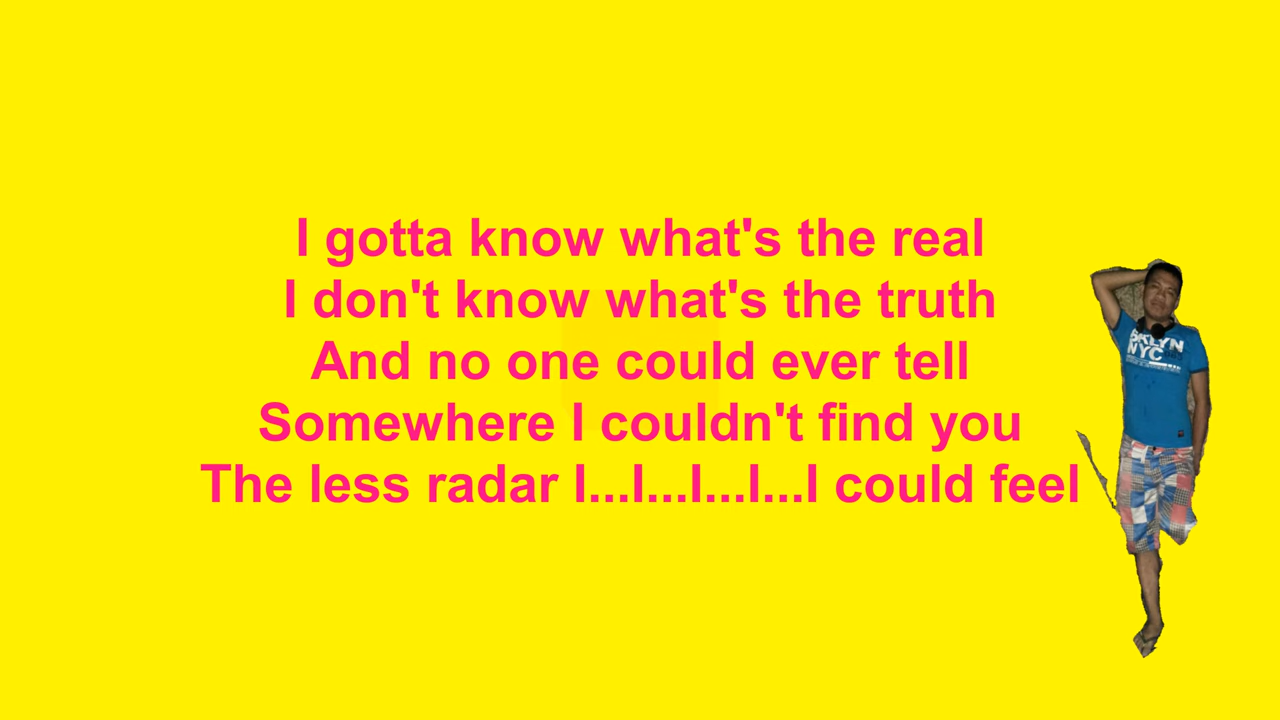 I gotta know what's the real
I don't know what's the truth
And no one could ever tell
Somewhere I couldn't find you
The less radar I...I...I...I...I could feel
BKLYN
NYC